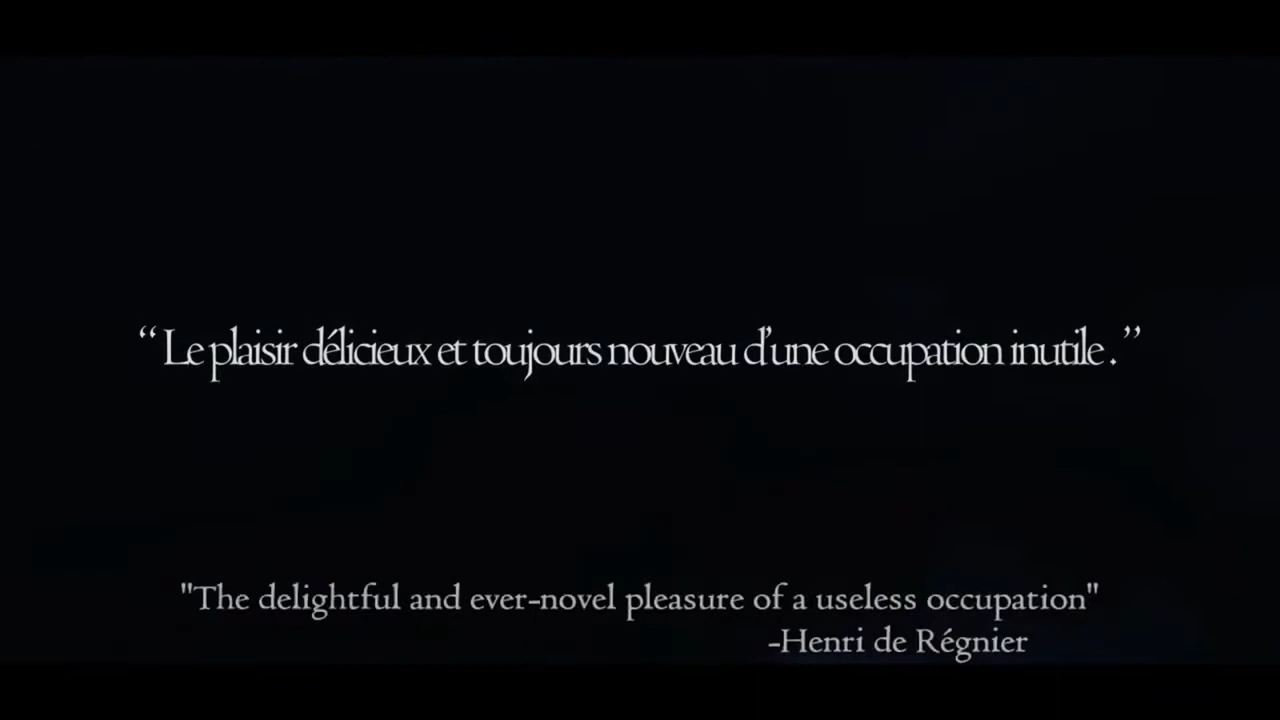 “ Le plaisir délicieux et toujours nouveau d’une occupation inutile . ”
"The delightful and ever-novel pleasure of a useless occupation"
-Henri de Régnier